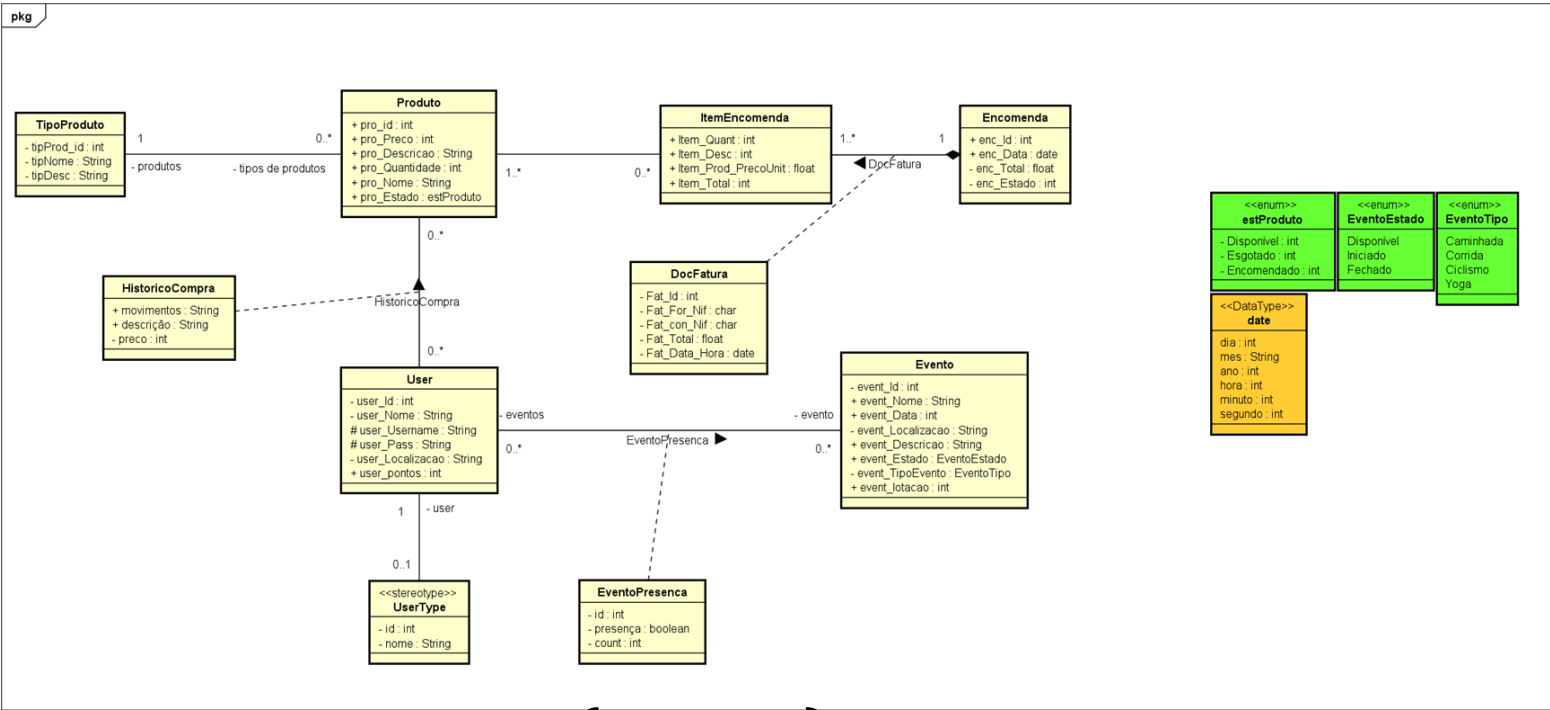 pkg
TipoProduto
- tipProd_id : int
- tipNome : String
- tipDesc : String
1
- produtos
0..*
- tipos de produtos
Produto
+ pro_id : int
+ pro_Preco : int
+ pro_Descricao : String
+ pro_Quantidade : int
+ pro_Nome : String
+ pro_Estado : estProduto
1..*
0..*
ItemEncomenda
+ Item_Quant : int
+ Item_Desc : int
+ Item_Prod_PrecoUnit : float
+ Item_Total : int
1..*
1
DocFatura
Encomenda
+ enc_Id : int
+ enc_Data : date
- enc_Total : float
- enc_Estado : int
<<enum>>
estProduto
- Disponível : int
- Esgotado : int
- Encomendado : int
<<enum>>
EventoEstado
Disponível
Iniciado
Fechado
<<enum>>
EventoTipo
Caminhada
Corrida
Ciclismo
Yoga
<<DataType>>
date
dia : int
mes : String
ano : int
hora : int
minuto : int
segundo : int
0..*
HistoricoCompra
+ movimentos : String
+ descrição : String
- preco : int
HistoricoCompra
0..*
DocFatura
- Fat_Id : int
- Fat_For_Nif : char
- Fat_con_Nif : char
- Fat_Total : float
- Fat_Data_Hora : date
User
- user_Id : int
- user_Nome : String
# user_Username : String
# user_Pass : String
- user_Localizacao : String
+ user_pontos : int
- eventos
0..*
EventoPresenca
- evento
0..*
Evento
- event_Id : int
+ event_Nome : String
+ event_Data : int
- event_Localizacao : String
+ event_Descricao : String
+ event_Estado : EventoEstado
- event_TipoEvento : EventoTipo
+ event_lotacao : int
1
- user
0..1
<<stereotype>>
UserType
- id : int
- nome : String
EventoPresenca
- id : int
- presença : boolean
- count : int